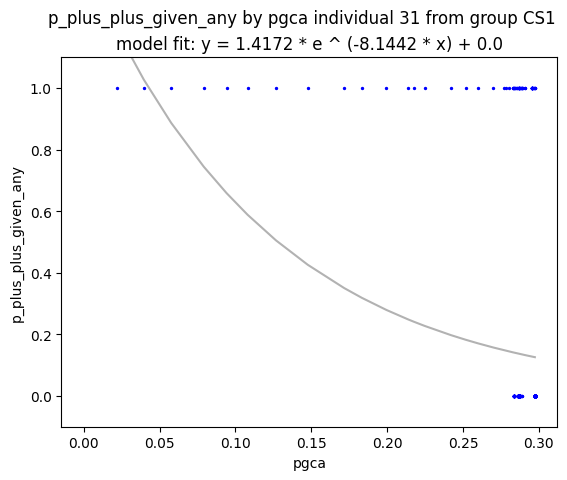 p_plus_plus_given_any by pgca individual 31 from group CS1
model fit: y = 1.4172 * e ^ (-8.1442 * x) + 0.0
1.0
0.8
0.6
0.4
0.2
0.0
p_plus_plus_given_any
0.00 0.05 0.10 0.15 0.20 0.25 0.30
pgca